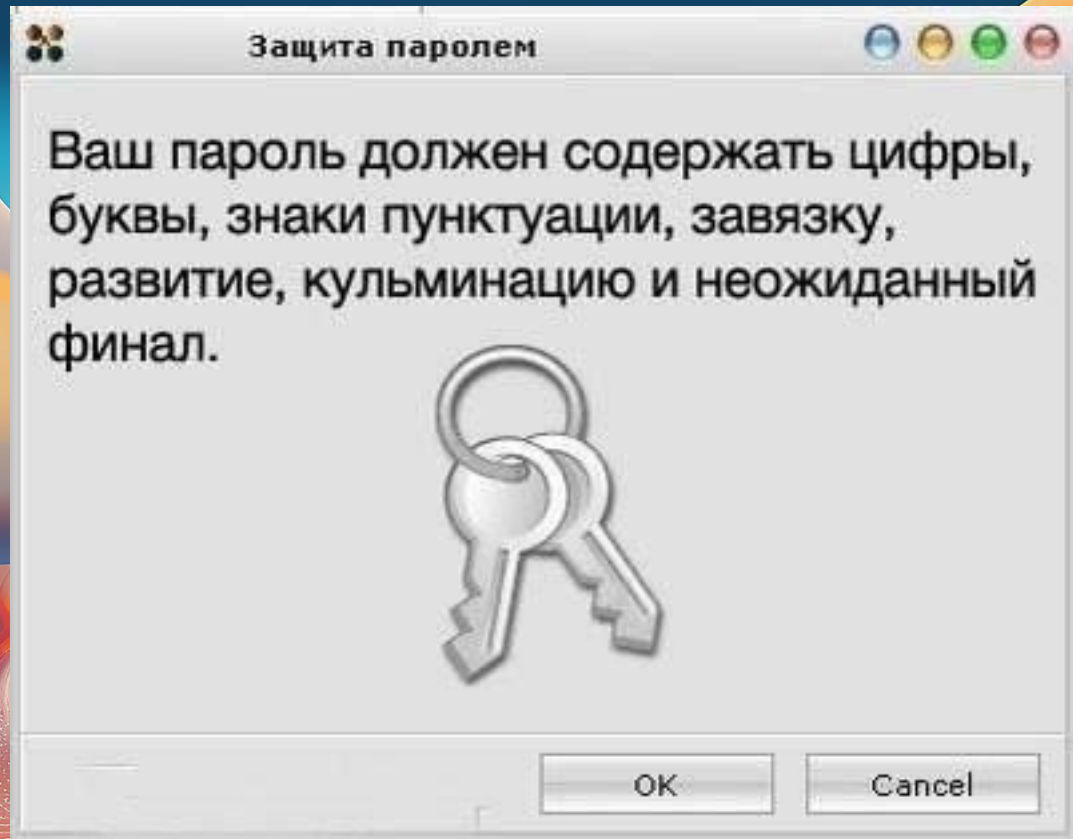 Защита паролем
Ваш пароль должен содержать цифры,
буквы, знаки пунктуации, завязку,
развитие, кульминацию и неожиданный
финал.
OK
Cancel